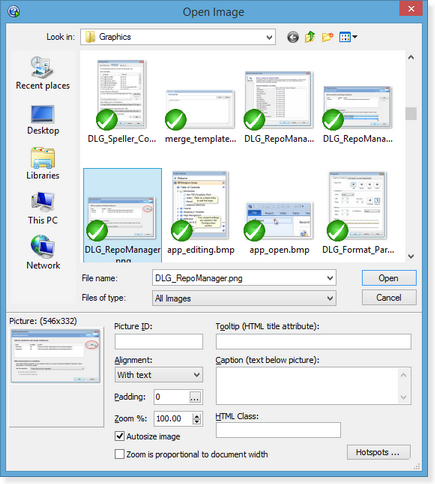 Open Image
Look in:
Graphics
Recent places
Desktop
Libraries
This PC
Network
DLG_Speller_Co...
merge_template...
DLG_RepoMana...
DLG_RepoMana...
DLG_RepoManager
.png
app_editing.bmp
app_open.bmp
DLG_Format_Par...
File name:
DLG_RepoManager.png
Open
Files of type:
All Images
Cancel
Picture: (546x332)
Picture ID:
Tooltip (HTML title attribute):
Alignment:
With text
Caption (text below picture):
Padding:
0
...
Zoom %:
100.00
HTML Class:
Autosize image
Zoom is proportional to document width
Hotspots ...